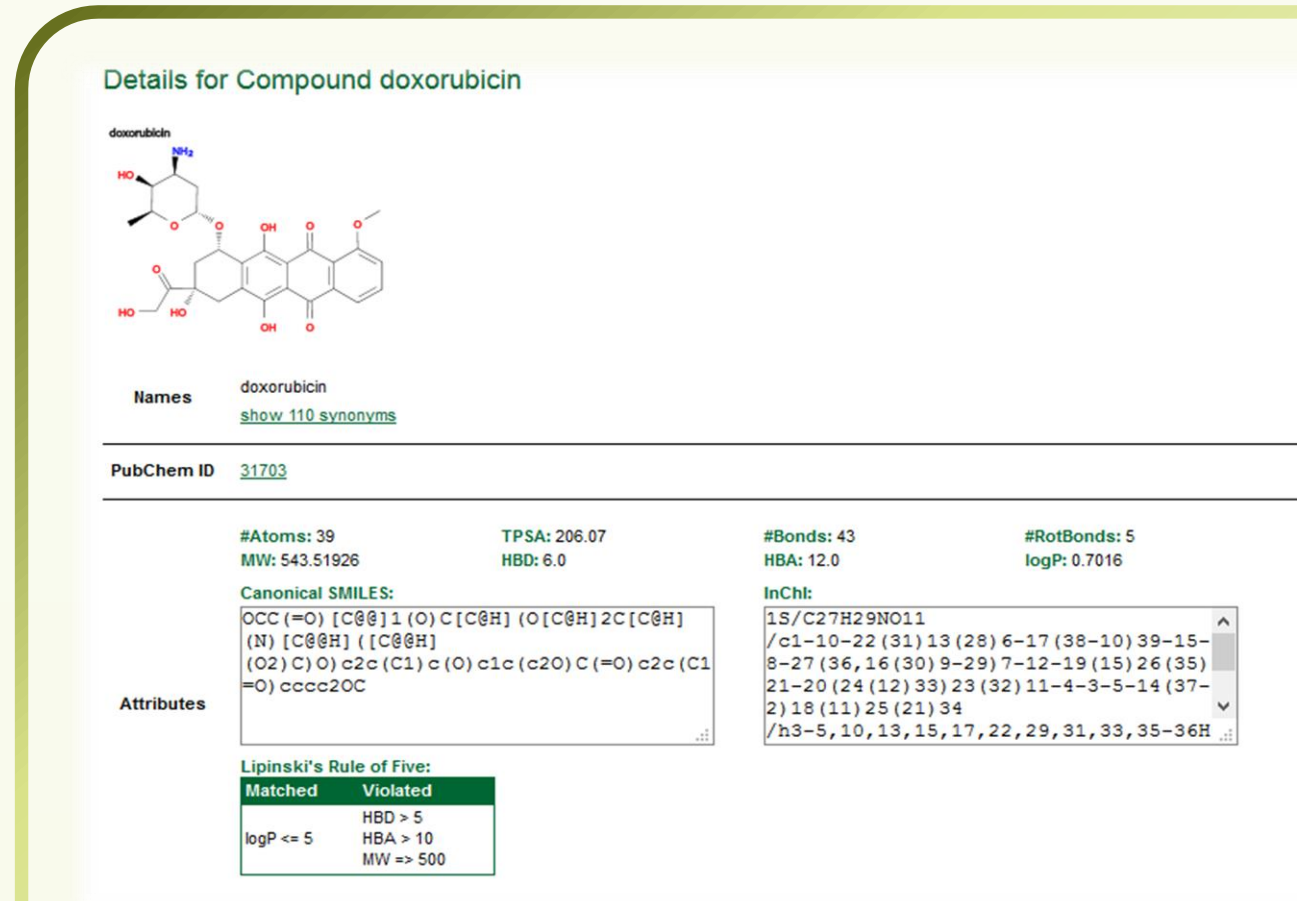 Details for Compound doxorubicin
doxorubicin
NH2
HO
O
O
OH
O
O
O
HO
HO
OH
O
Names
doxorubicin
show 110 synonyms
PubChem ID
31703
Attributes
#Atoms: 39
TPSA: 206.07
#Bonds: 43
#RotBonds: 5
MW: 543.51926
HBD: 6.0
HBA: 12.0
logP: 0.7016
Canonical SMILES:
OCC(=O)[C@@]1(O)C[C@H](O[C@H]2C[C@H]
(N)[C@@H]([C@@H]
(O2)C)O)c2c(C1)c(O)c1c(c2O)C(=O)c2c(C1
=O)cccc2OC
InChI:
1S/C27H29NO11
/c1-10-22(31)13(28)6-17(38-10)39-15-
8-27(36,16(30)9-29)7-12-19(15)26(35)
21-20(24(12)33)23(32)11-4-3-5-14(37-
2)18(11)25(21)34
/h3-5,10,13,15,17,22,29,31,33,35-36H
Lipinski's Rule of Five:
Matched
Violated
logP <= 5
HBD > 5
HBA > 10
MW => 500